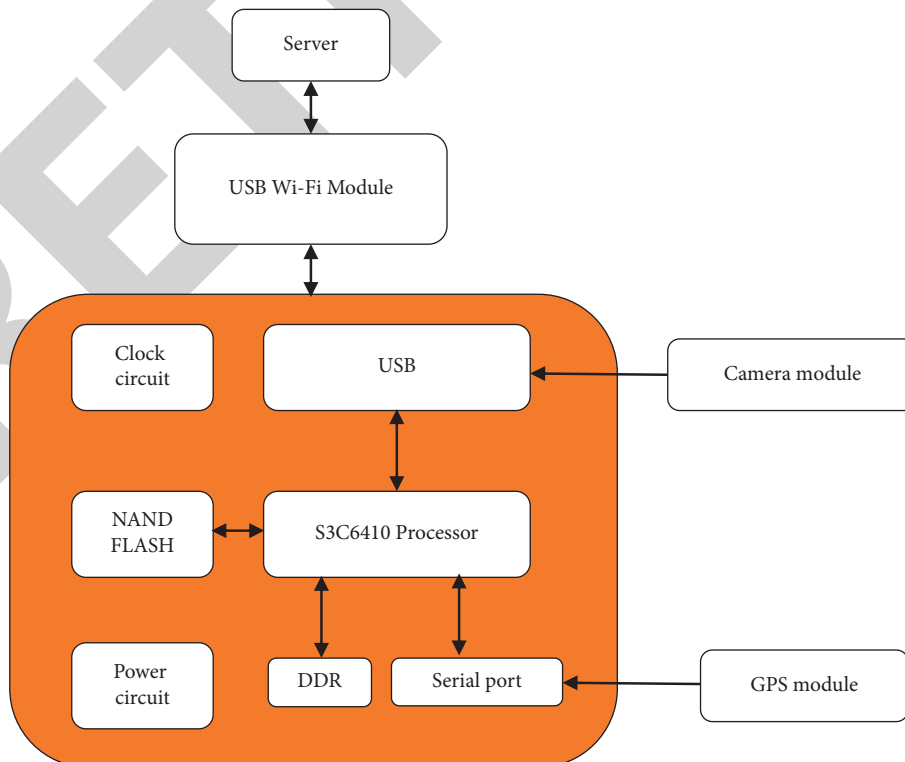 Server
USB Wi-Fi Module
Clock
circuit
USB
Camera module
NAND
FLASH
S3C6410 Processor
Power
circuit
DDR
Serial port
GPS module